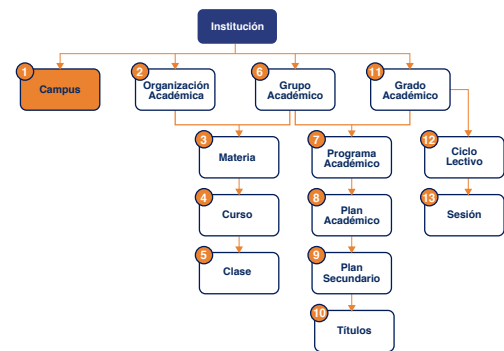 Institución
1
Campus
2
Organización
Académica
6
Grupo
Académico
11
Grado
Académico
3
Materia
7
Programa
Académico
12
Ciclo
Lectivo
4
Curso
8
Plan
Académico
13
Sesión
5
Clase
9
Plan
Secundario
10
Títulos